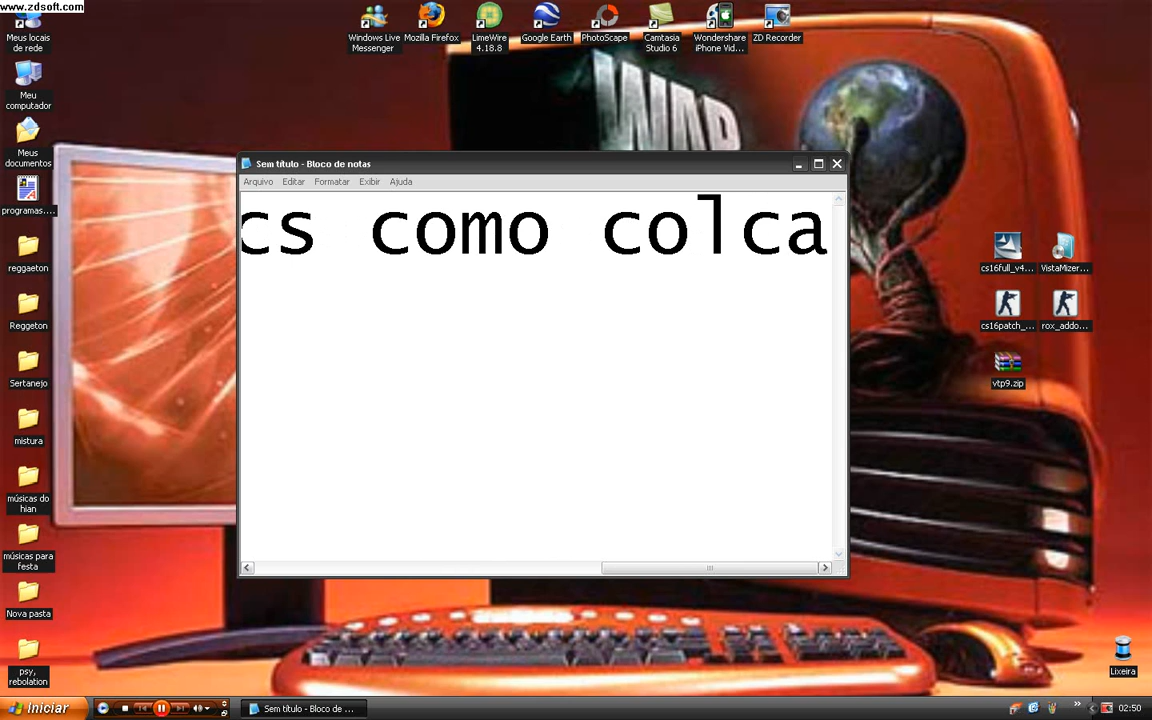 www.zdsoft.com
Meus locais
de rede
Windows Live
Messenger
Mozilla Firefox
LimeWire
4.18.8
Google Earth
PhotoScape
Camtasia
Studio 6
Wondershare
iPhone Vid...
ZD Recorder
WAR
Meu
computador
Meus
documentos
programas....
reggaeton
Reggeton
Sertanejo
mistura
músicas do
hian
músicas para
festa
Nova pasta
psy,
rebolation
Sem título - Bloco de notas
Arquivo Editar Formatar Exibir Ajuda
cs como colca
cs16full_v4...
VistaMizer...
cs16patch_...
rox_addo...
vtp9.zip
Lixeira
Iniciar
Sem título - Bloco de ...
02:50